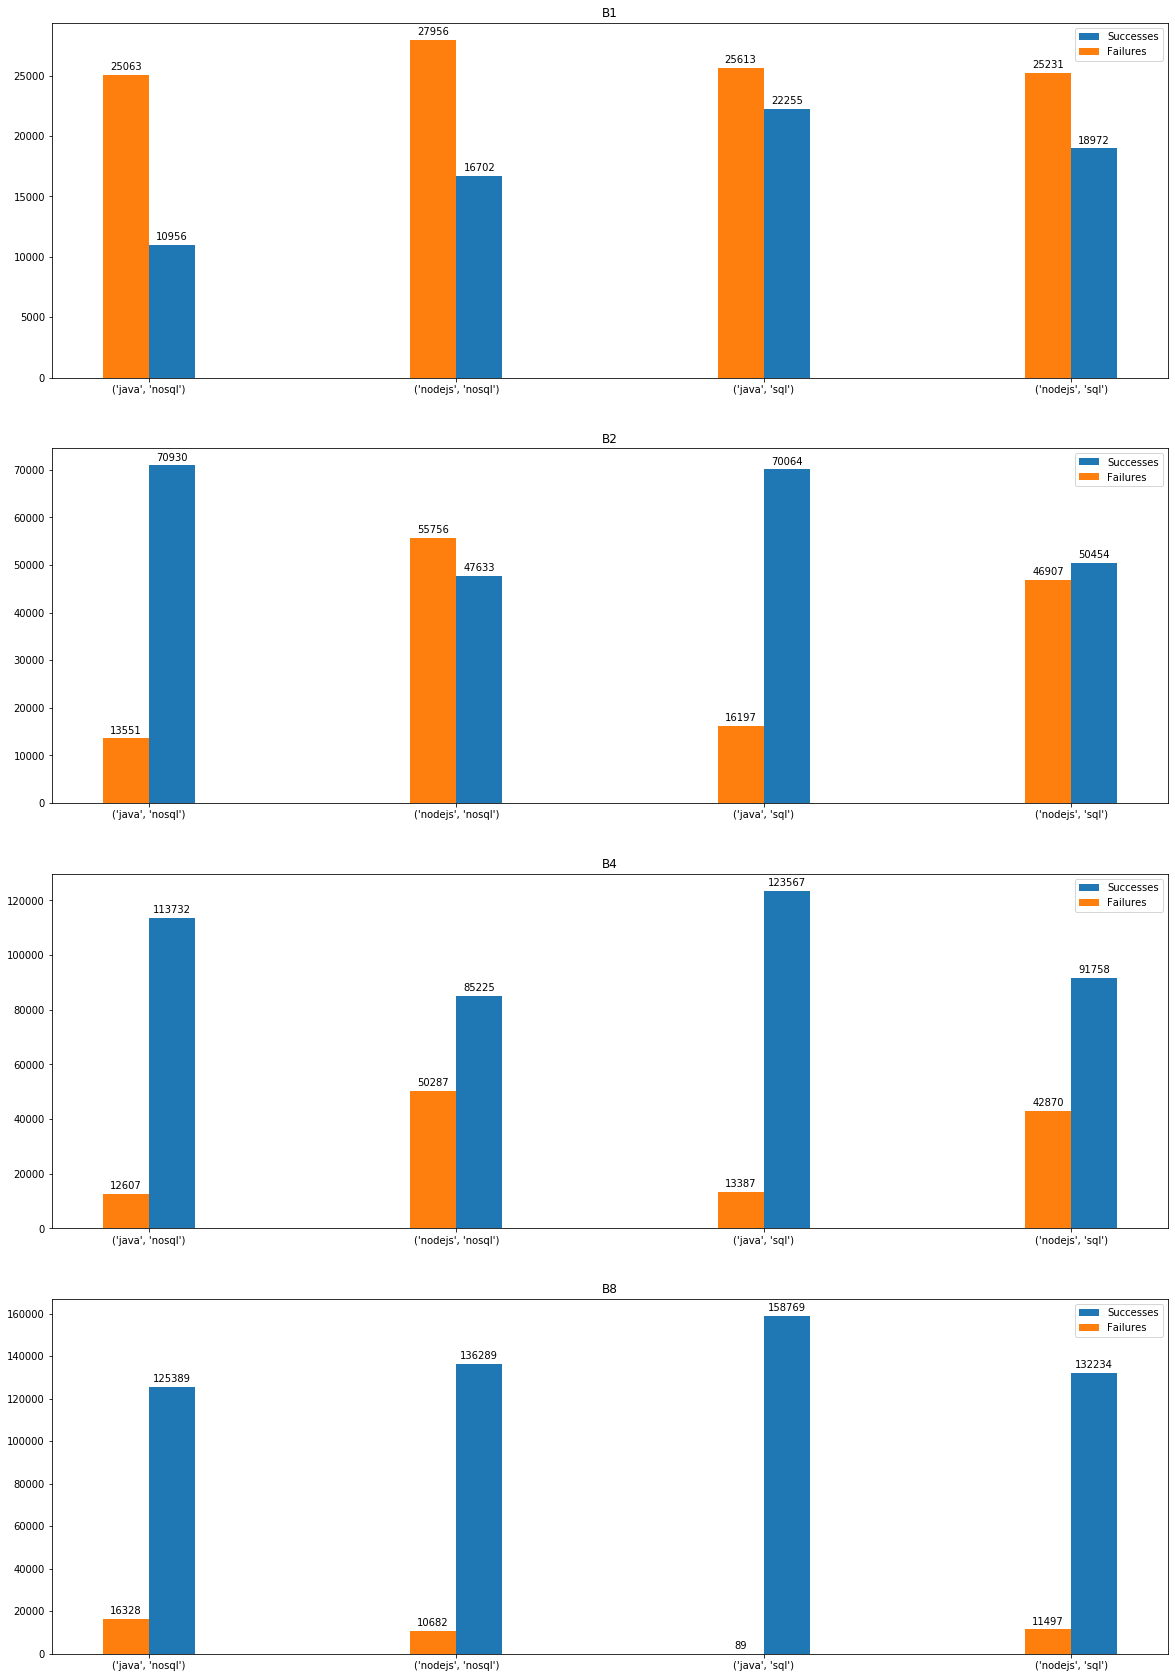 B1
Successes
Failures
25063
10956
27956
16702
25613
22255
25231
18972
25000
20000
15000
10000
5000
0
('java', 'nosql')
('nodejs', 'nosql')
('java', 'sql')
('nodejs', 'sql')
B2
Successes
Failures
13551
70930
55756
47633
16197
70064
46907
50454
70000
60000
50000
40000
30000
20000
10000
0
('java', 'nosql')
('nodejs', 'nosql')
('java', 'sql')
('nodejs', 'sql')
B4
Successes
Failures
12607
113732
50287
85225
13387
123567
42870
91758
120000
100000
80000
60000
40000
20000
0
('java', 'nosql')
('nodejs', 'nosql')
('java', 'sql')
('nodejs', 'sql')
B8
Successes
Failures
16328
125389
10682
136289
89
158769
11497
132234
160000
140000
120000
100000
80000
60000
40000
20000
0
('java', 'nosql')
('nodejs', 'nosql')
('java', 'sql')
('nodejs', 'sql')